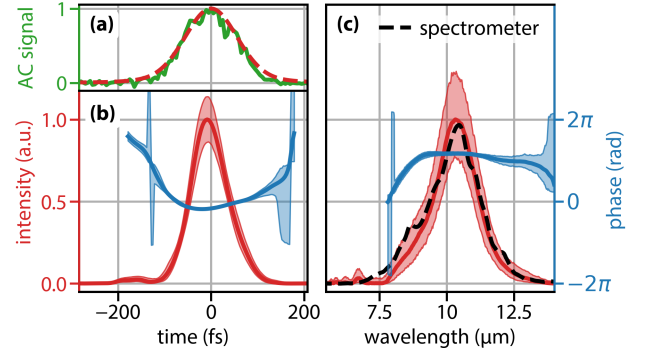 (a)
AC signal
1
0
(b)
intensity (a.u.)
1.0
0.5
0.0
−200
0
200
time (fs)
(c)
spectrometer
2π
0
−2π
phase (rad)
7.5
10
12.5
wavelength (µm)